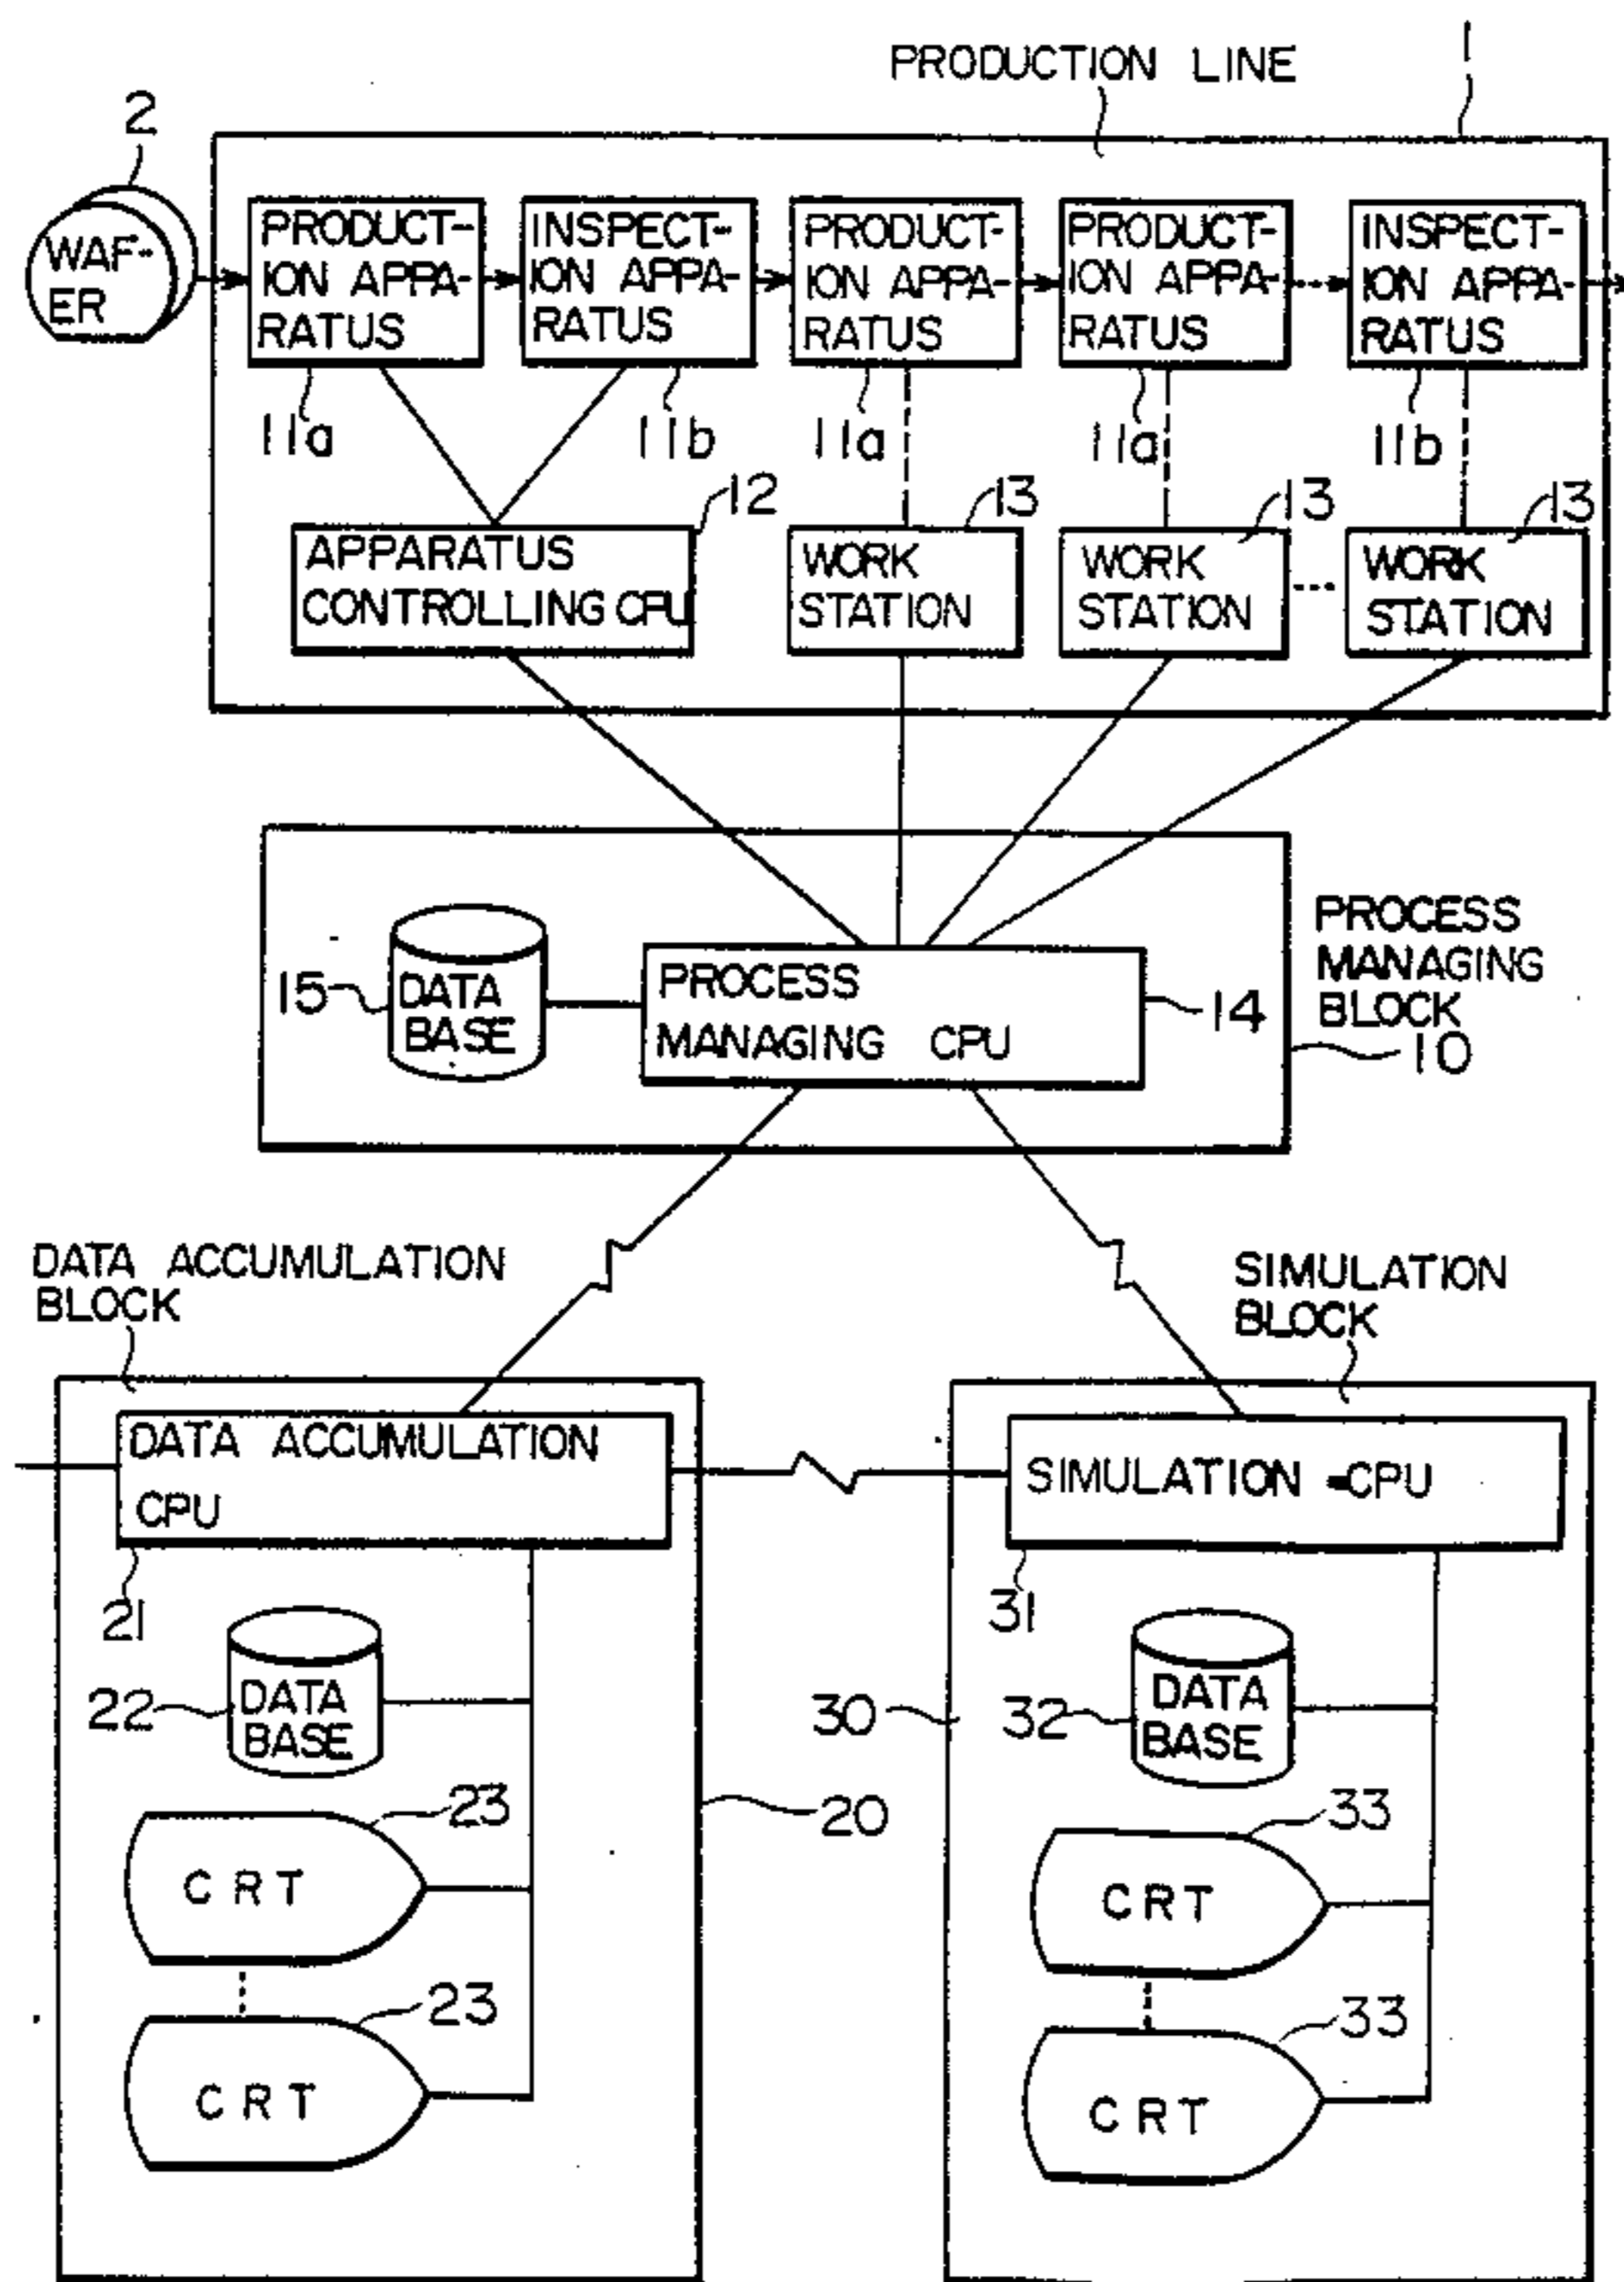 1
PRODUCTION LINE
2
WAF-
ER
PRODUCT-
ION APPA-
RATUS
INSPECT-
ION APPA-
RATUS
PRODUCT-
ION APPA-
RATUS
PRODUCT-
ION APPA-
RATUS
INSPECT-
ION APPA-
RATUS
11a
11b
11a
11a
11b
12
13
13
13
APPARATUS
CONTROLLING CPU
WORK
STATION
WORK
STATION
WORK
STATION
15
DATA
BASE
PROCESS
MANAGING CPU
14
PROCESS
MANAGING
BLOCK
10
DATA ACCUMULATION
BLOCK
SIMULATION
BLOCK
DATA ACCUMULATION
CPU
SIMULATION CPU
21
31
22
DATA
BASE
30
32
DATA
BASE
23
20
33
CRT
CRT
23
33
CRT
CRT